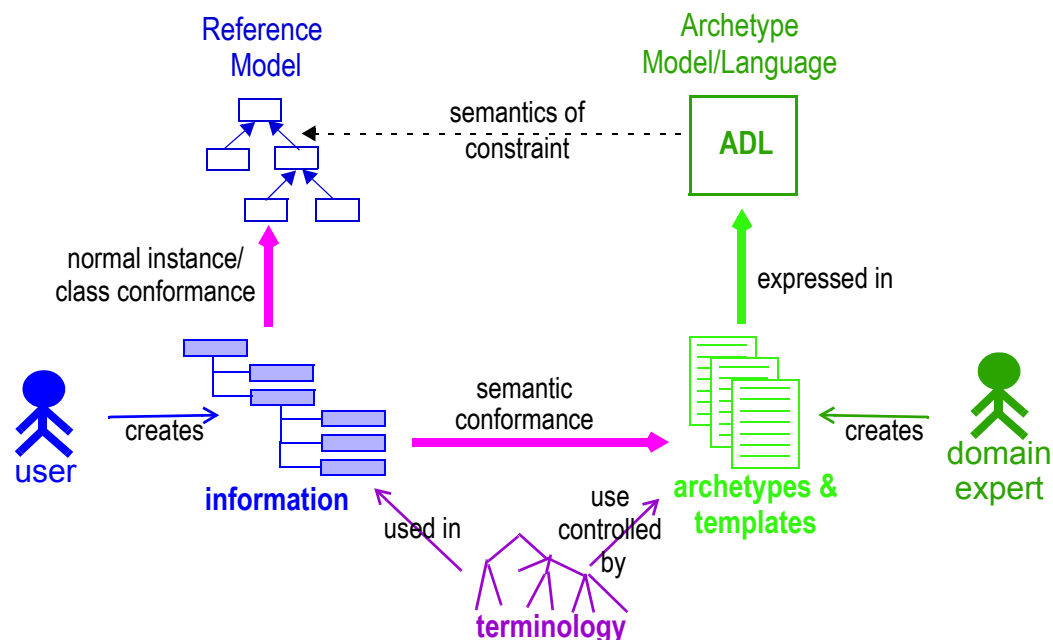 Reference
Model
Archetype
Model/Language
semantics of
constraint
ADL
normal instance/
class conformance
expressed in
semantic
conformance
creates
user
information
creates
domain
expert
archetypes &
templates
used in
use
controlled
by
terminology